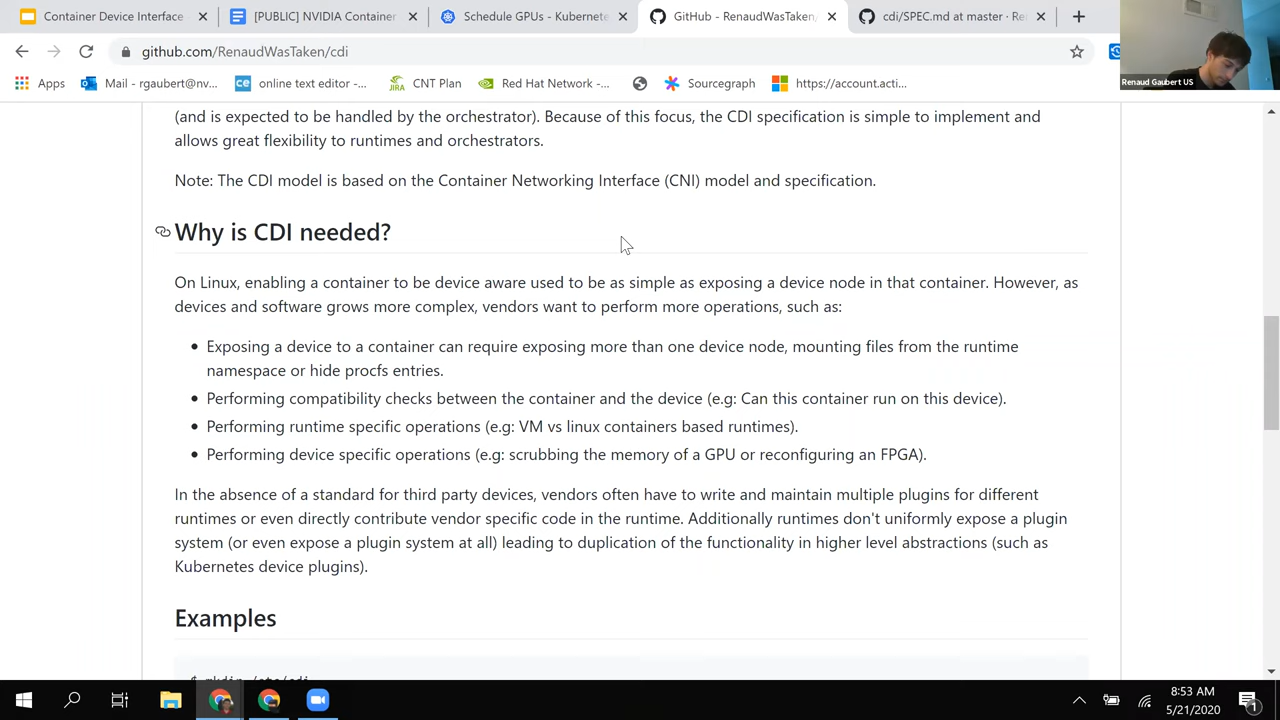 Container Device Interface
[PUBLIC] NVIDIA Container
Schedule GPUs - Kubernete
GitHub - RenaudWasTaken/
cdi/SPEC.md at master · Re
github.com/RenaudWasTaken/cdi
Renaud Gaubert US
Apps
Mail - rgaubert@nv...
ce
online text editor -...
JIRA
CNT Plan
Red Hat Network -...
Sourcegraph
https://account.acti...
(and is expected to be handled by the orchestrator). Because of this focus, the CDI specification is simple to implement and
allows great flexibility to runtimes and orchestrators.
Note: The CDI model is based on the Container Networking Interface (CNI) model and specification.
Why is CDI needed?
On Linux, enabling a container to be device aware used to be as simple as exposing a device node in that container. However, as
devices and software grows more complex, vendors want to perform more operations, such as:
• Exposing a device to a container can require exposing more than one device node, mounting files from the runtime
namespace or hide procfs entries.
• Performing compatibility checks between the container and the device (e.g: Can this container run on this device).
• Performing runtime specific operations (e.g: VM vs linux containers based runtimes).
• Performing device specific operations (e.g: scrubbing the memory of a GPU or reconfiguring an FPGA).
In the absence of a standard for third party devices, vendors often have to write and maintain multiple plugins for different
runtimes or even directly contribute vendor specific code in the runtime. Additionally runtimes don't uniformly expose a plugin
system (or even expose a plugin system at all) leading to duplication of the functionality in higher level abstractions (such as
Kubernetes device plugins).
Examples
$ mkdir /etc/cdi
8:53 AM
5/21/2020
1